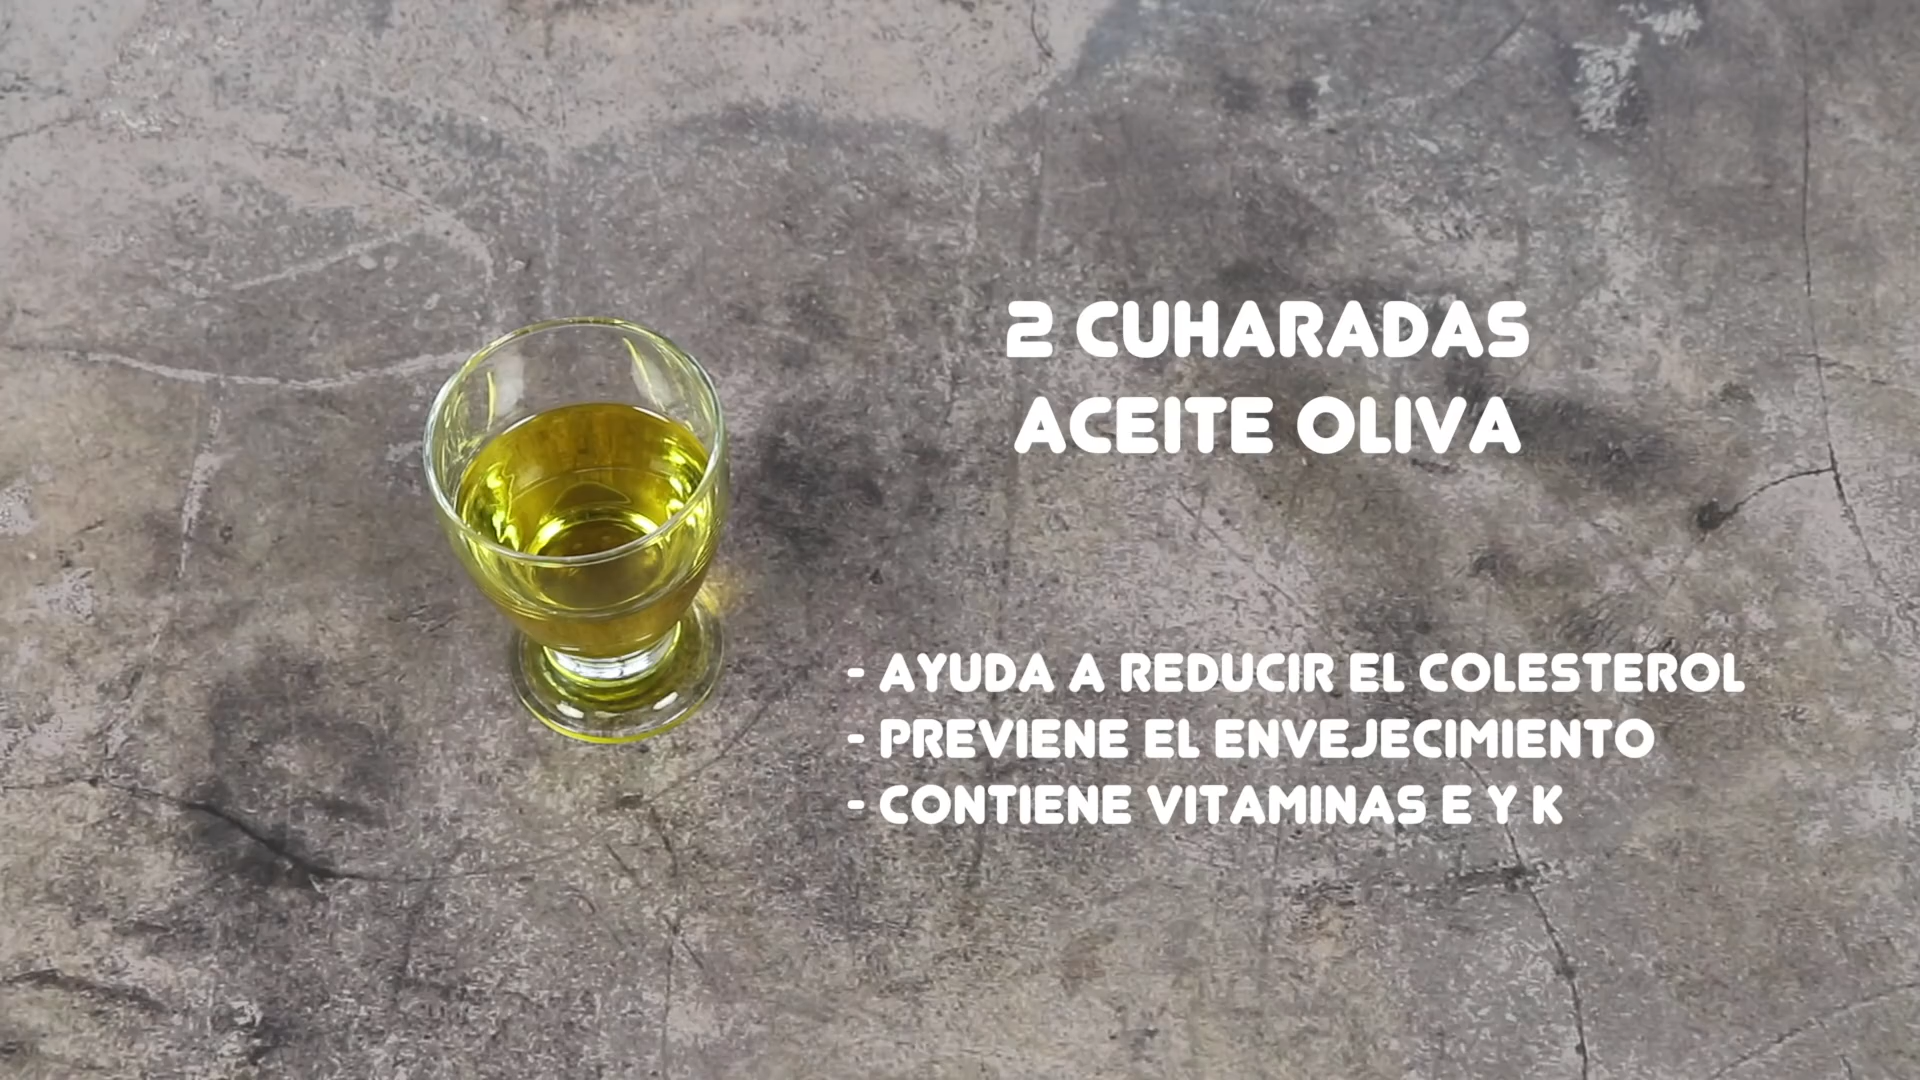 2 CUHARADAS
ACEITE OLIVA
- AYUDA A REDUCIR EL COLESTEROL
- PREVIENE EL ENVEJECIMIENTO
- CONTIENE VITAMINAS E Y K